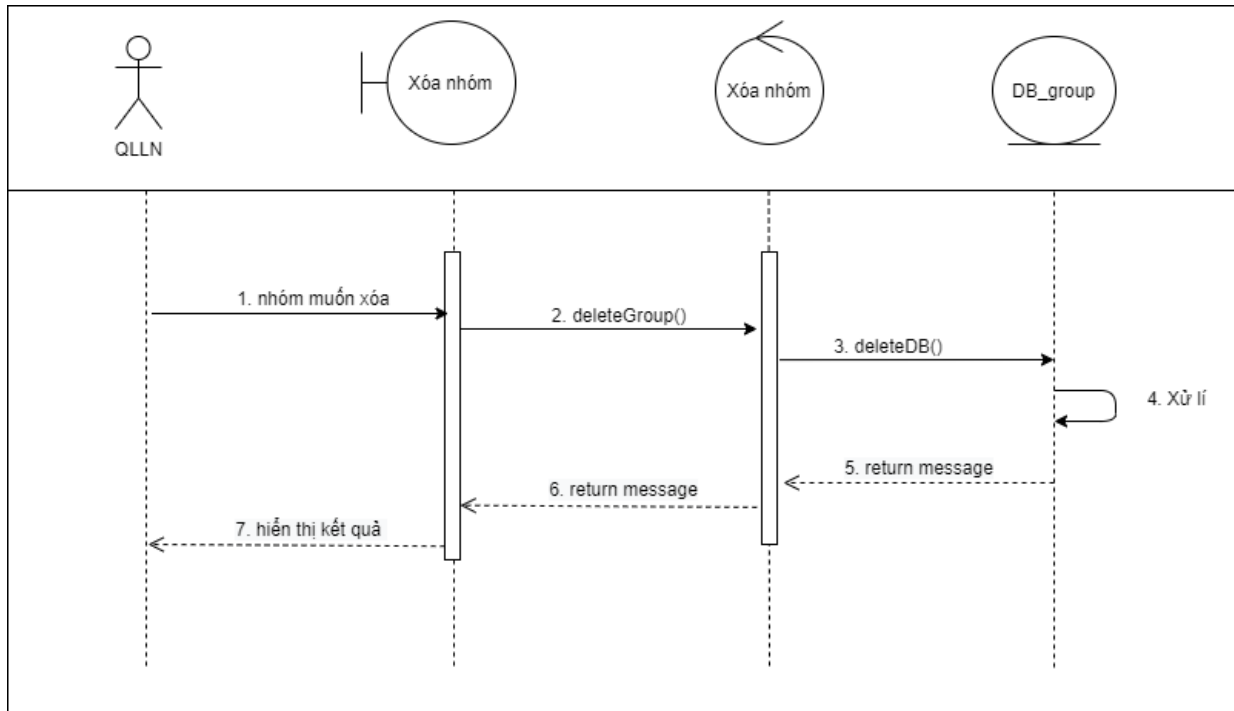 Xóa nhóm
Xóa nhóm
DB_group
QLLN
1. nhóm muốn xóa
2. deleteGroup()
3. deleteDB()
4. Xử lí
5. return message
6. return message
7. hiển thị kết quả